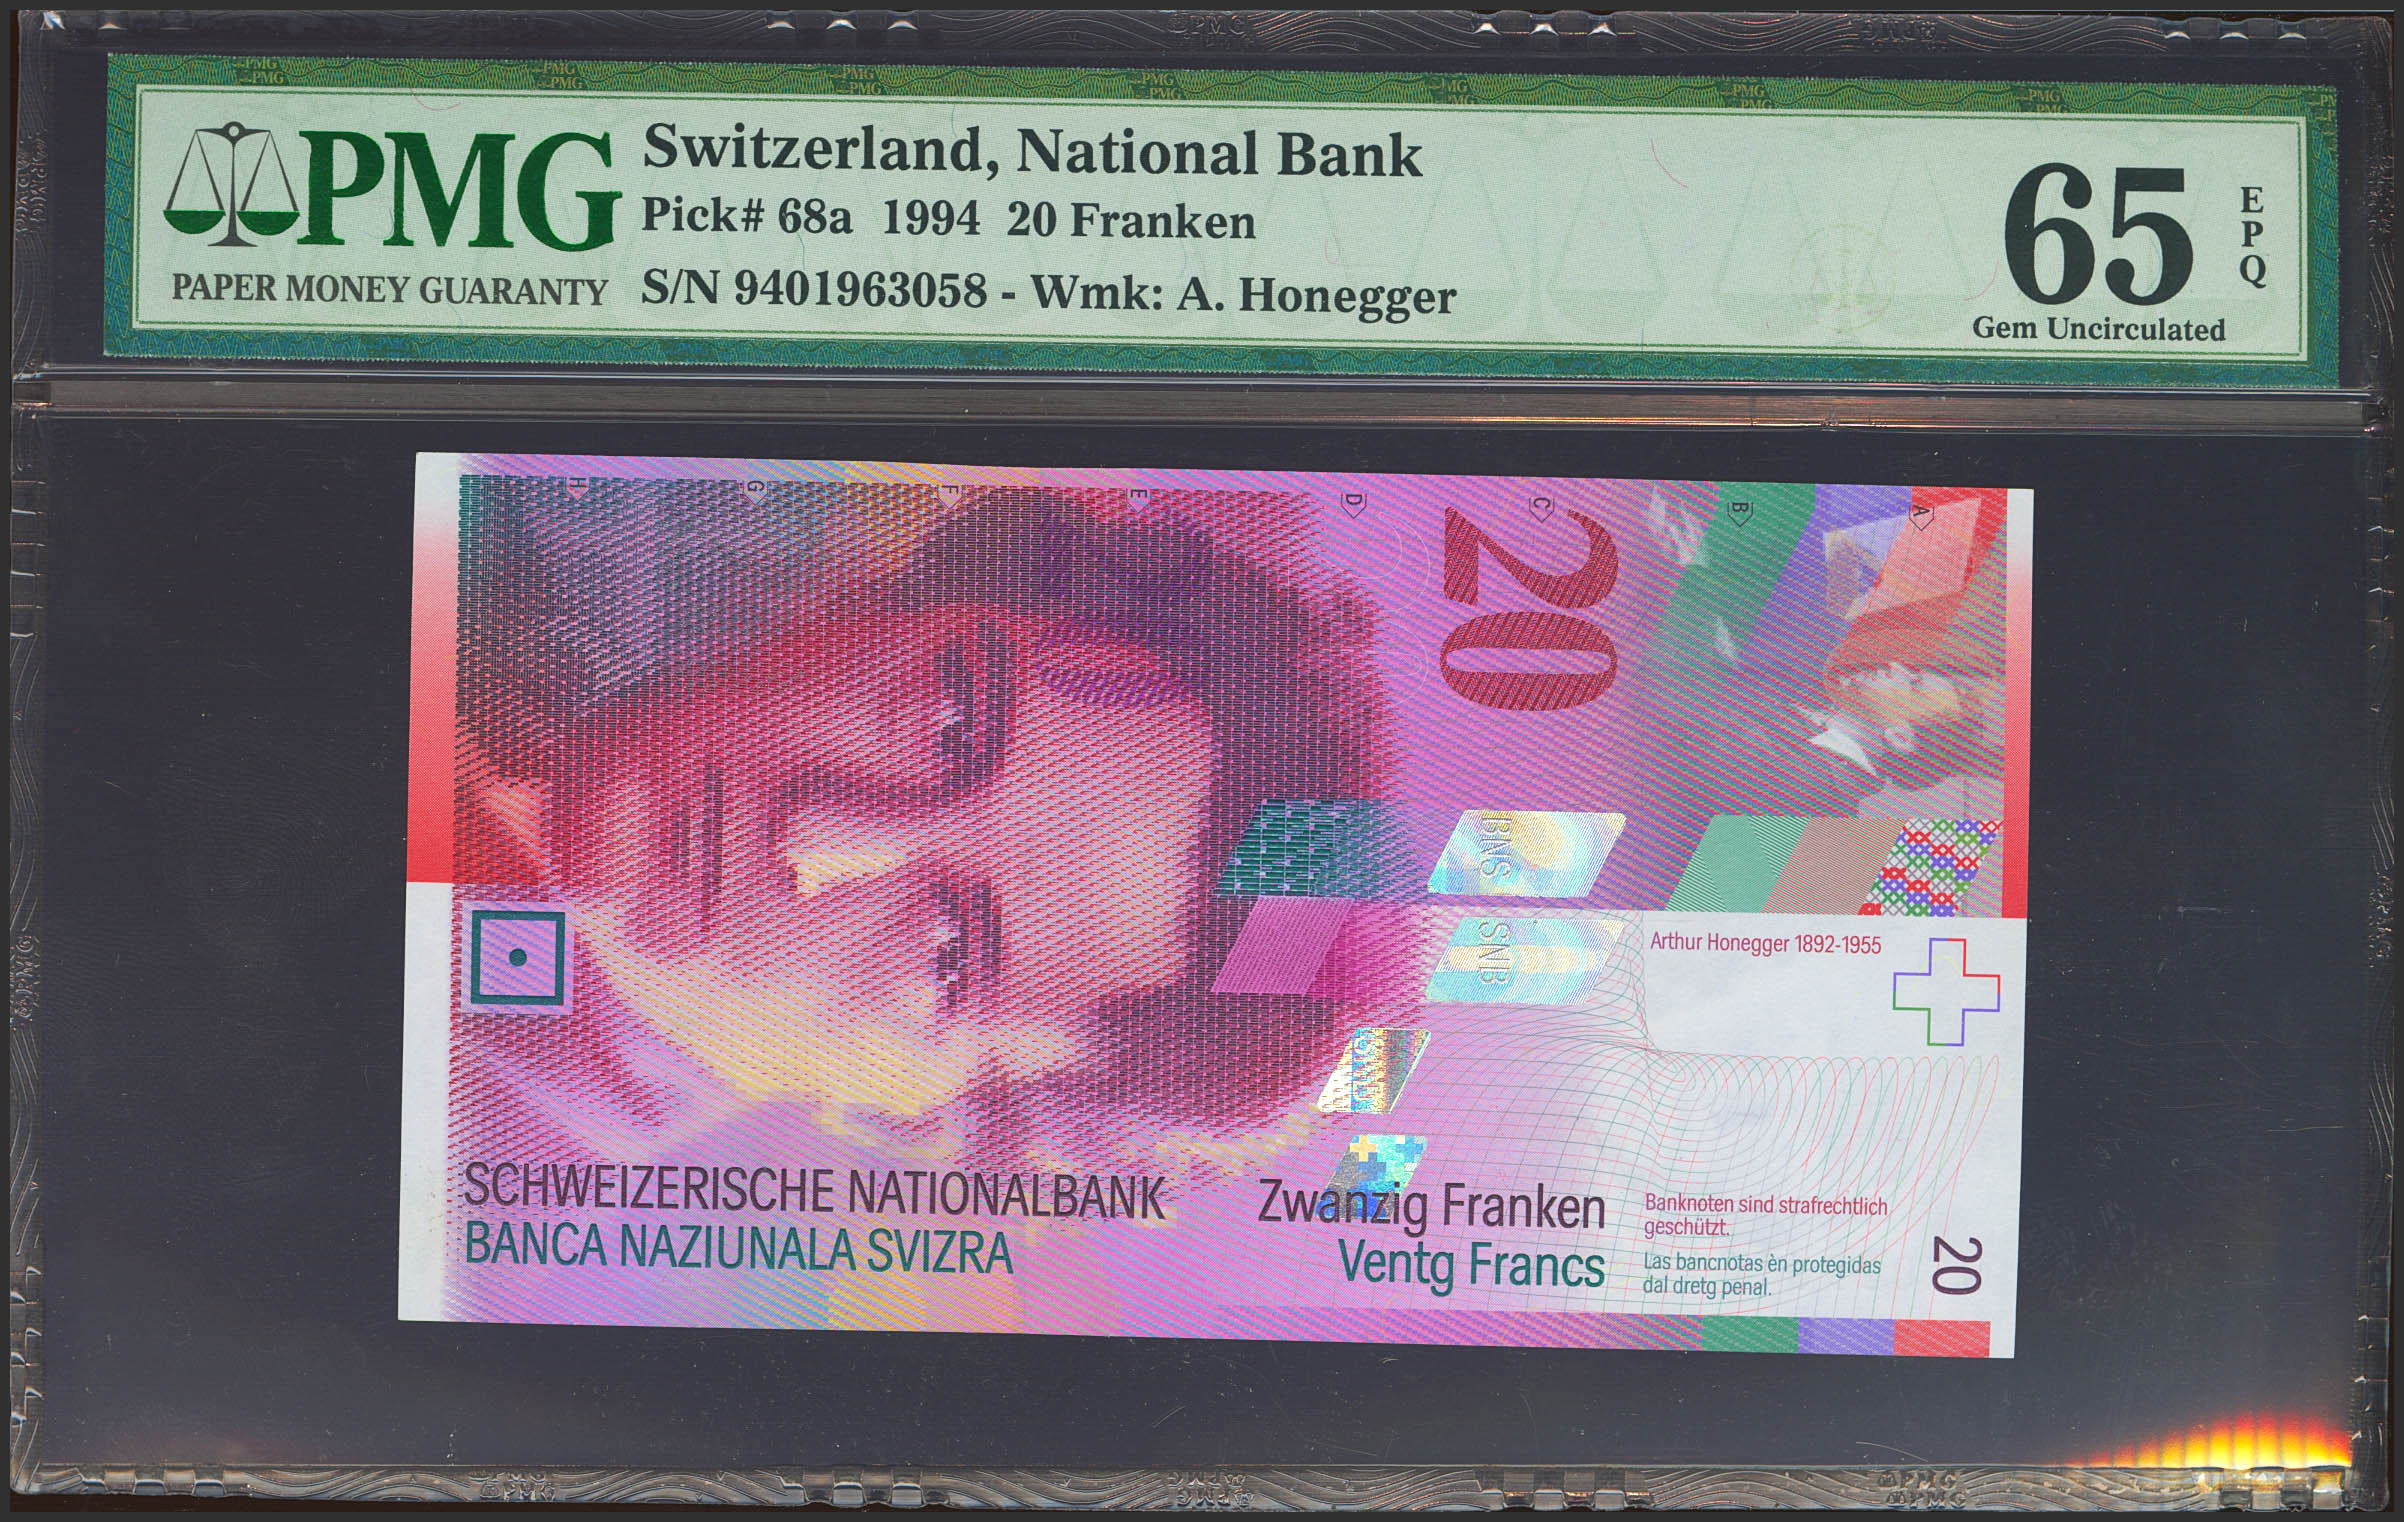 PMG
PAPER MONEY GUARANTY
Switzerland, National Bank
Pick# 68a 1994 20 Franken
S/N 9401963058 - Wmk: A. Honegger
65
EPQ
Gem Uncirculated
H G F E D C B A
20
BNS
SNB
Arthur Honegger 1892-1955
SCHWEIZERISCHE NATIONALBANK
BANCA NAZIUNALA SVIZRA
Zwanzig Franken
Ventg Francs
Banknoten sind strafrechtlich
geschützt.
Las bancnotas èn protegidas
dal dretg penal.
20